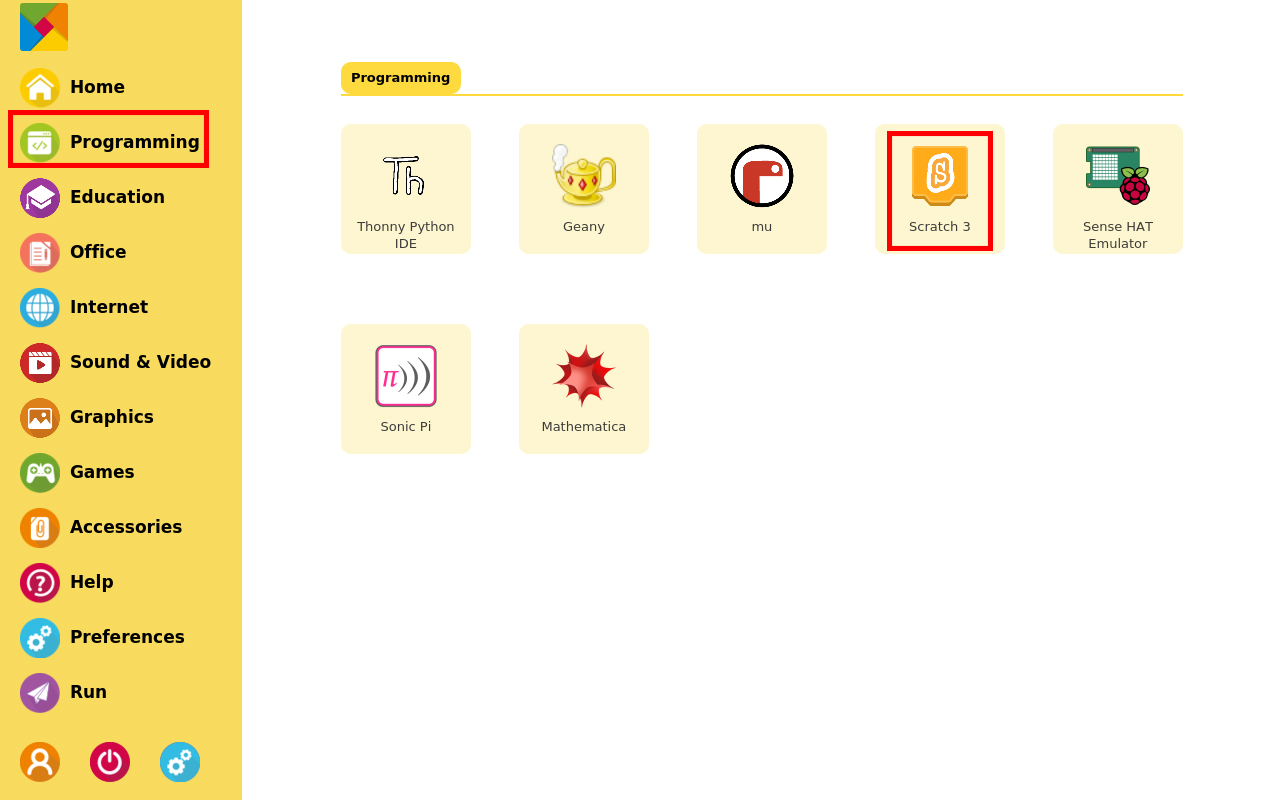 Home
Programming
Education
Office
Internet
Sound & Video
Graphics
Games
Accessories
Help
Preferences
Run
Programming
Th
Thonny Python
IDE
Geany
mu
S
Scratch 3
Sense HAT
Emulator
π
Sonic Pi
Mathematica